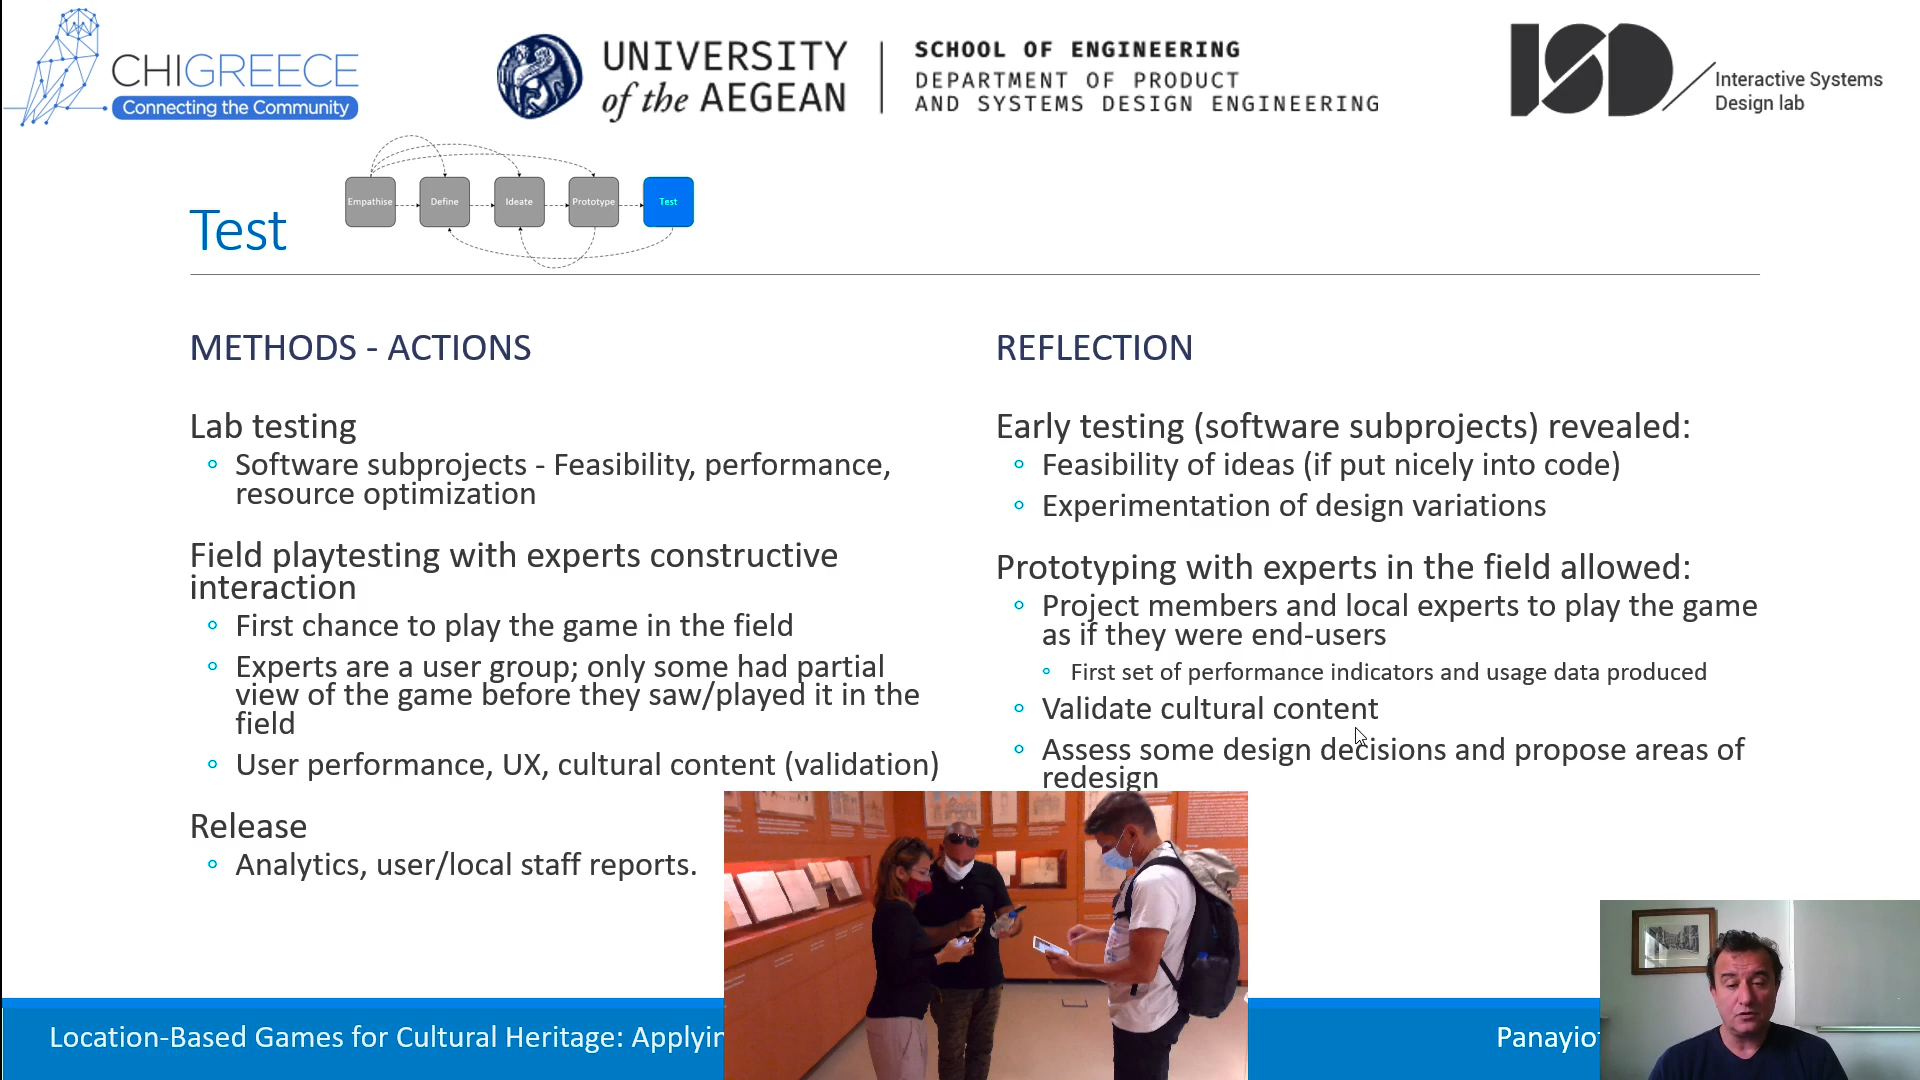 CHIGREECE
Connecting the Community
UNIVERSITY
of the AEGEAN
SCHOOL OF ENGINEERING
DEPARTMENT OF PRODUCT
AND SYSTEMS DESIGN ENGINEERING
ISD
Interactive Systems
Design lab
Empathise
Define
Ideate
Prototype
Test
Test
METHODS - ACTIONS
Lab testing
Software subprojects - Feasibility, performance,
resource optimization
Field playtesting with experts constructive
interaction
First chance to play the game in the field
Experts are a user group; only some had partial
view of the game before they saw/played it in the
field
User performance, UX, cultural content (validation)
Release
Analytics, user/local staff reports.
REFLECTION
Early testing (software subprojects) revealed:
Feasibility of ideas (if put nicely into code)
Experimentation of design variations
Prototyping with experts in the field allowed:
Project members and local experts to play the game
as if they were end-users
First set of performance indicators and usage data produced
Validate cultural content
Assess some design decisions and propose areas of
redesign
Location-Based Games for Cultural Heritage: Applyin
Panayio